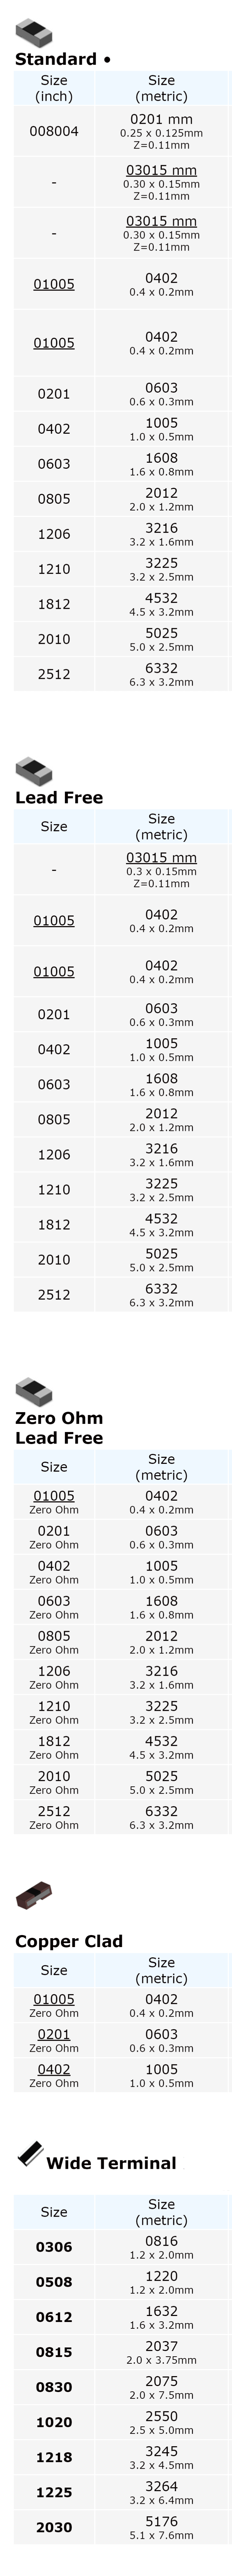 Standard •
Size Size
(inch) (metric)
008004 0201 mm
0.25 x 0.125mm
Z=0.11mm
- 03015 mm
0.30 x 0.15mm
Z=0.11mm
- 03015 mm
0.30 x 0.15mm
Z=0.11mm
01005 0402
0.4 x 0.2mm
01005 0402
0.4 x 0.2mm
0201 0603
0.6 x 0.3mm
0402 1005
1.0 x 0.5mm
0603 1608
1.6 x 0.8mm
0805 2012
2.0 x 1.2mm
1206 3216
3.2 x 1.6mm
1210 3225
3.2 x 2.5mm
1812 4532
4.5 x 3.2mm
2010 5025
5.0 x 2.5mm
2512 6332
6.3 x 3.2mm
Lead Free
Size Size
(metric)
- 03015 mm
0.3 x 0.15mm
Z=0.11mm
01005 0402
0.4 x 0.2mm
01005 0402
0.4 x 0.2mm
0201 0603
0.6 x 0.3mm
0402 1005
1.0 x 0.5mm
0603 1608
1.6 x 0.8mm
0805 2012
2.0 x 1.2mm
1206 3216
3.2 x 1.6mm
1210 3225
3.2 x 2.5mm
1812 4532
4.5 x 3.2mm
2010 5025
5.0 x 2.5mm
2512 6332
6.3 x 3.2mm
Zero Ohm
Lead Free
Size Size
(metric)
01005 0402
Zero Ohm 0.4 x 0.2mm
0201 0603
Zero Ohm 0.6 x 0.3mm
0402 1005
Zero Ohm 1.0 x 0.5mm
0603 1608
Zero Ohm 1.6 x 0.8mm
0805 2012
Zero Ohm 2.0 x 1.2mm
1206 3216
Zero Ohm 3.2 x 1.6mm
1210 3225
Zero Ohm 3.2 x 2.5mm
1812 4532
Zero Ohm 4.5 x 3.2mm
2010 5025
Zero Ohm 5.0 x 2.5mm
2512 6332
Zero Ohm 6.3 x 3.2mm
Copper Clad
Size Size
(metric)
01005 0402
Zero Ohm 0.4 x 0.2mm
0201 0603
Zero Ohm 0.6 x 0.3mm
0402 1005
Zero Ohm 1.0 x 0.5mm
Wide Terminal
Size Size
(metric)
0306 0816
1.2 x 2.0mm
0508 1220
1.2 x 2.0mm
0612 1632
1.6 x 3.2mm
0815 2037
2.0 x 3.75mm
0830 2075
2.0 x 7.5mm
1020 2550
2.5 x 5.0mm
1218 3245
3.2 x 4.5mm
1225 3264
3.2 x 6.4mm
2030 5176
5.1 x 7.6mm